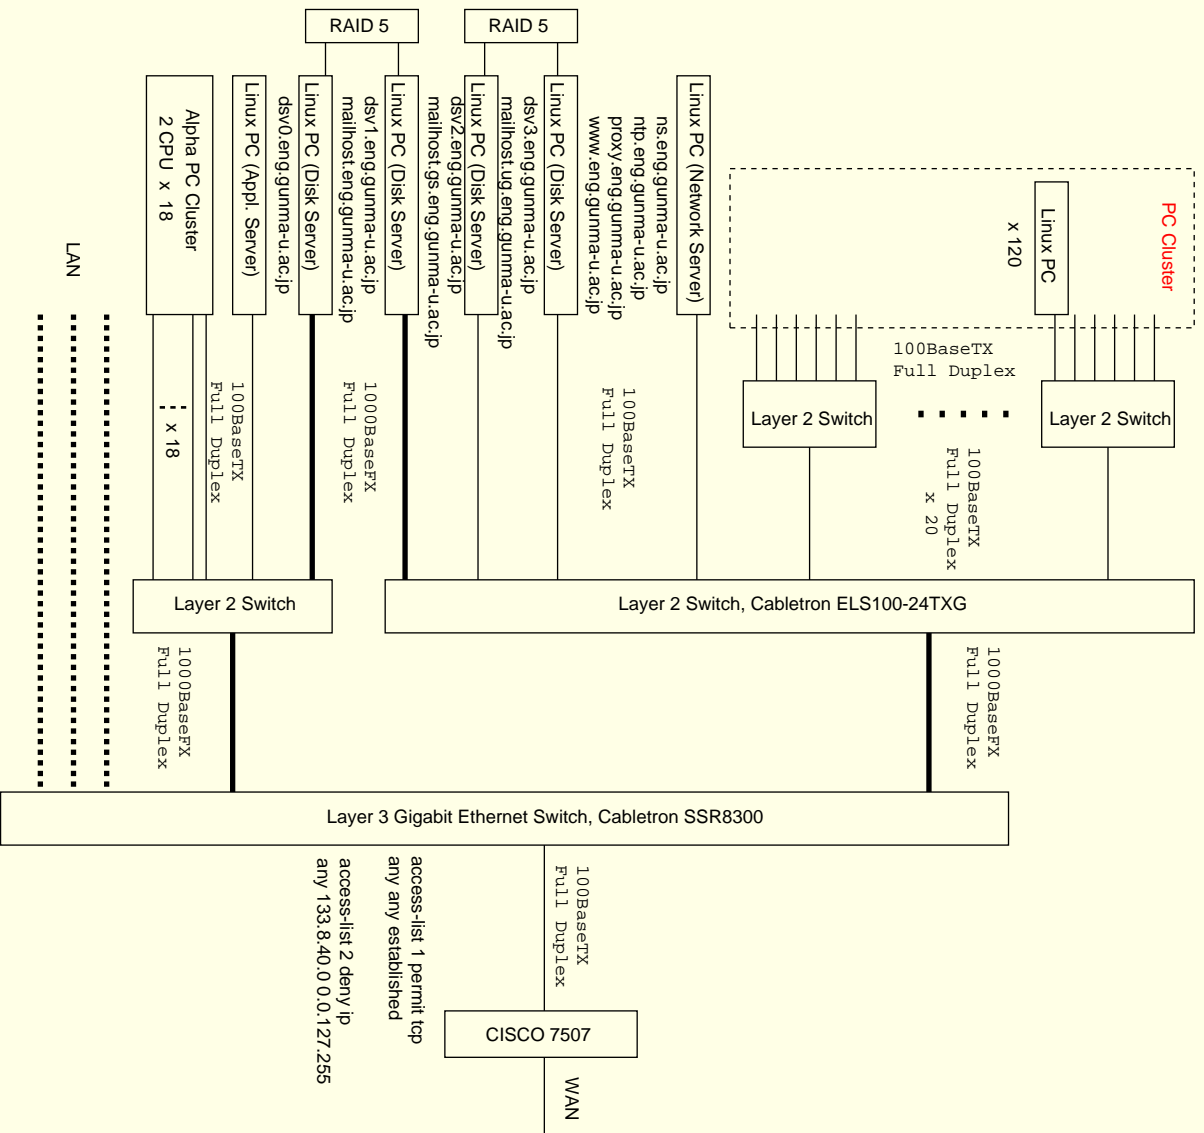 RAID 5
RAID 5
Alpha PC Cluster
2 CPU x 18
Linux PC (Appl. Server)
Linux PC (Disk Server)
dsv0.eng.gunma-u.ac.jp
Linux PC (Disk Server)
dsv1.eng.gunma-u.ac.jp
mailhost.eng.gunma-u.ac.jp
Linux PC (Disk Server)
dsv2.eng.gunma-u.ac.jp
mailhost.gs.eng.gunma-u.ac.jp
Linux PC (Disk Server)
dsv3.eng.gunma-u.ac.jp
mailhost.ug.eng.gunma-u.ac.jp
Linux PC (Network Server)
ns.eng.gunma-u.ac.jp
ntp.eng.gunma-u.ac.jp
proxy.eng.gunma-u.ac.jp
www.eng.gunma-u.ac.jp
PC Cluster
Linux PC
x 120
LAN
100BaseTX
Full Duplex
Layer 2 Switch
Layer 2 Switch
x 18
100BaseTX
Full Duplex
1000BaseFX
Full Duplex
100BaseTX
Full Duplex
100BaseTX
Full Duplex
x 20
Layer 2 Switch
Layer 2 Switch, Cabletron ELS100-24TXG
1000BaseFX
Full Duplex
1000BaseFX
Full Duplex
Layer 3 Gigabit Ethernet Switch, Cabletron SSR8300
access-list 1 permit tcp
any any established
access-list 2 deny ip
any 133.8.40.0 0.0.127.255
100BaseTX
Full Duplex
CISCO 7507
WAN